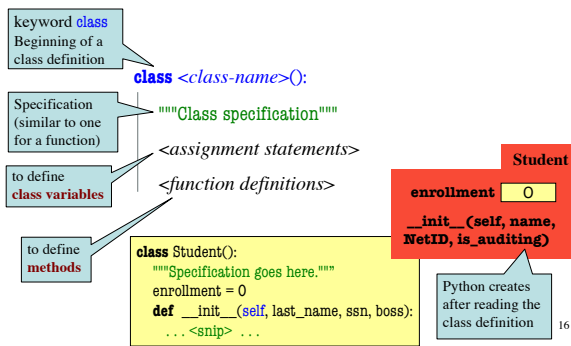 keyword class
Beginning of a
class definition
class <class-name>():
Specification
(similar to one
for a function)
"""Class specification"""
<assignment statements>
to define
class variables
<function definitions>
to define
methods
class Student():
"""Specification goes here."""
enrollment = 0
def __init__(self, last_name, ssn, boss):
. . . <snip> . . .
Student
enrollment 0
__init__(self, name,
NetID, is_auditing)
Python creates
after reading the
class definition
16